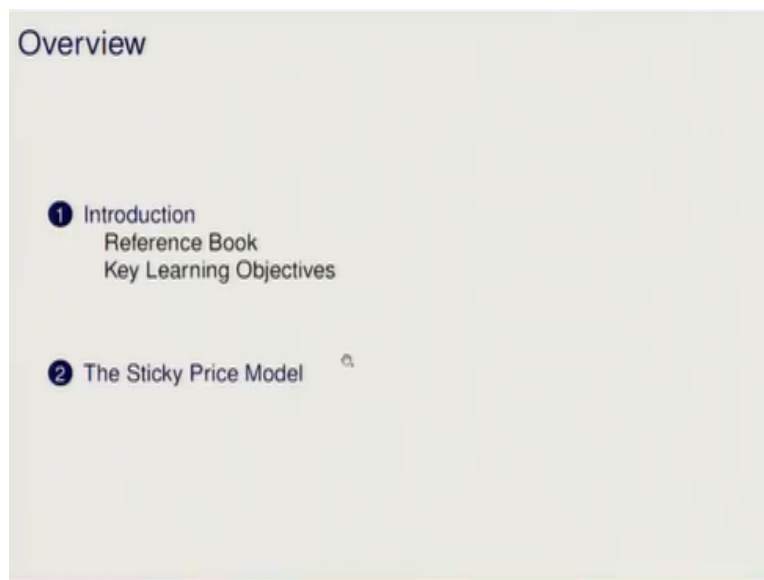 Overview
1 Introduction
Reference Book
Key Learning Objectives
2 The Sticky Price Model